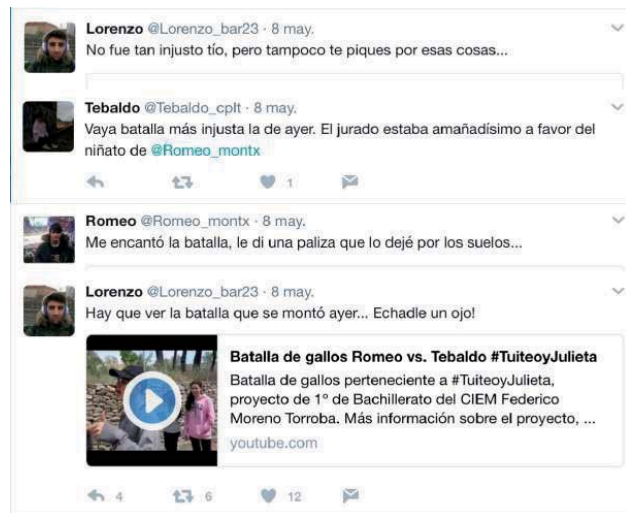 Lorenzo @Lorenzo_bar23 · 8 may.
No fue tan injusto tío, pero tampoco te piques por esas cosas...
Tebaldo @Tebaldo_cplt · 8 may.
Vaya batalla más injusta la de ayer. El jurado estaba amañadísimo a favor del
niñato de @Romeo_montx
1
Romeo @Romeo_montx · 8 may.
Me encantó la batalla, le di una paliza que lo dejé por los suelos...
Lorenzo @Lorenzo_bar23 · 8 may.
Hay que ver la batalla que se montó ayer... Echadle un ojo!
Batalla de gallos Romeo vs. Tebaldo #TuiteoyJulieta
Batalla de gallos perteneciente a #TuiteoyJulieta,
proyecto de 1º de Bachillerato del CIEM Federico
Moreno Torroba. Más información sobre el proyecto, ...
youtube.com
4 6 12